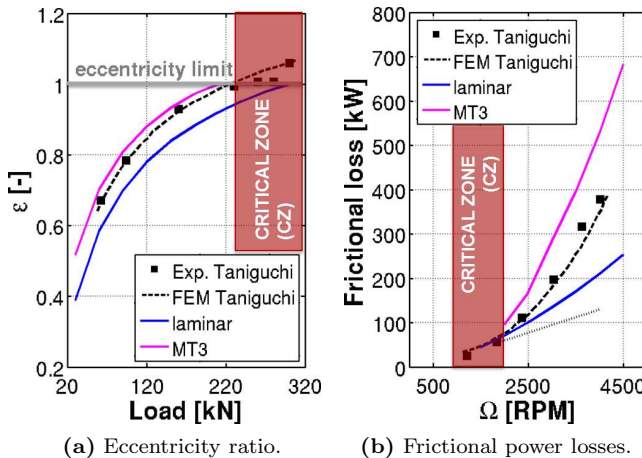 1.2
1.0
0.8
0.6
0.4
0.2
ε [-]
eccentricity limit
CRITICAL ZONE
(CZ)
Exp. Taniguchi
FEM Taniguchi
laminar
MT3
20 120 220 320
Load [kN]
(a) Eccentricity ratio.
800
700
600
500
400
300
200
100
0
Frictional loss [kW]
Exp. Taniguchi
FEM Taniguchi
laminar
MT3
CRITICAL ZONE
(CZ)
500 2500 4500
Ω [RPM]
(b) Frictional power losses.